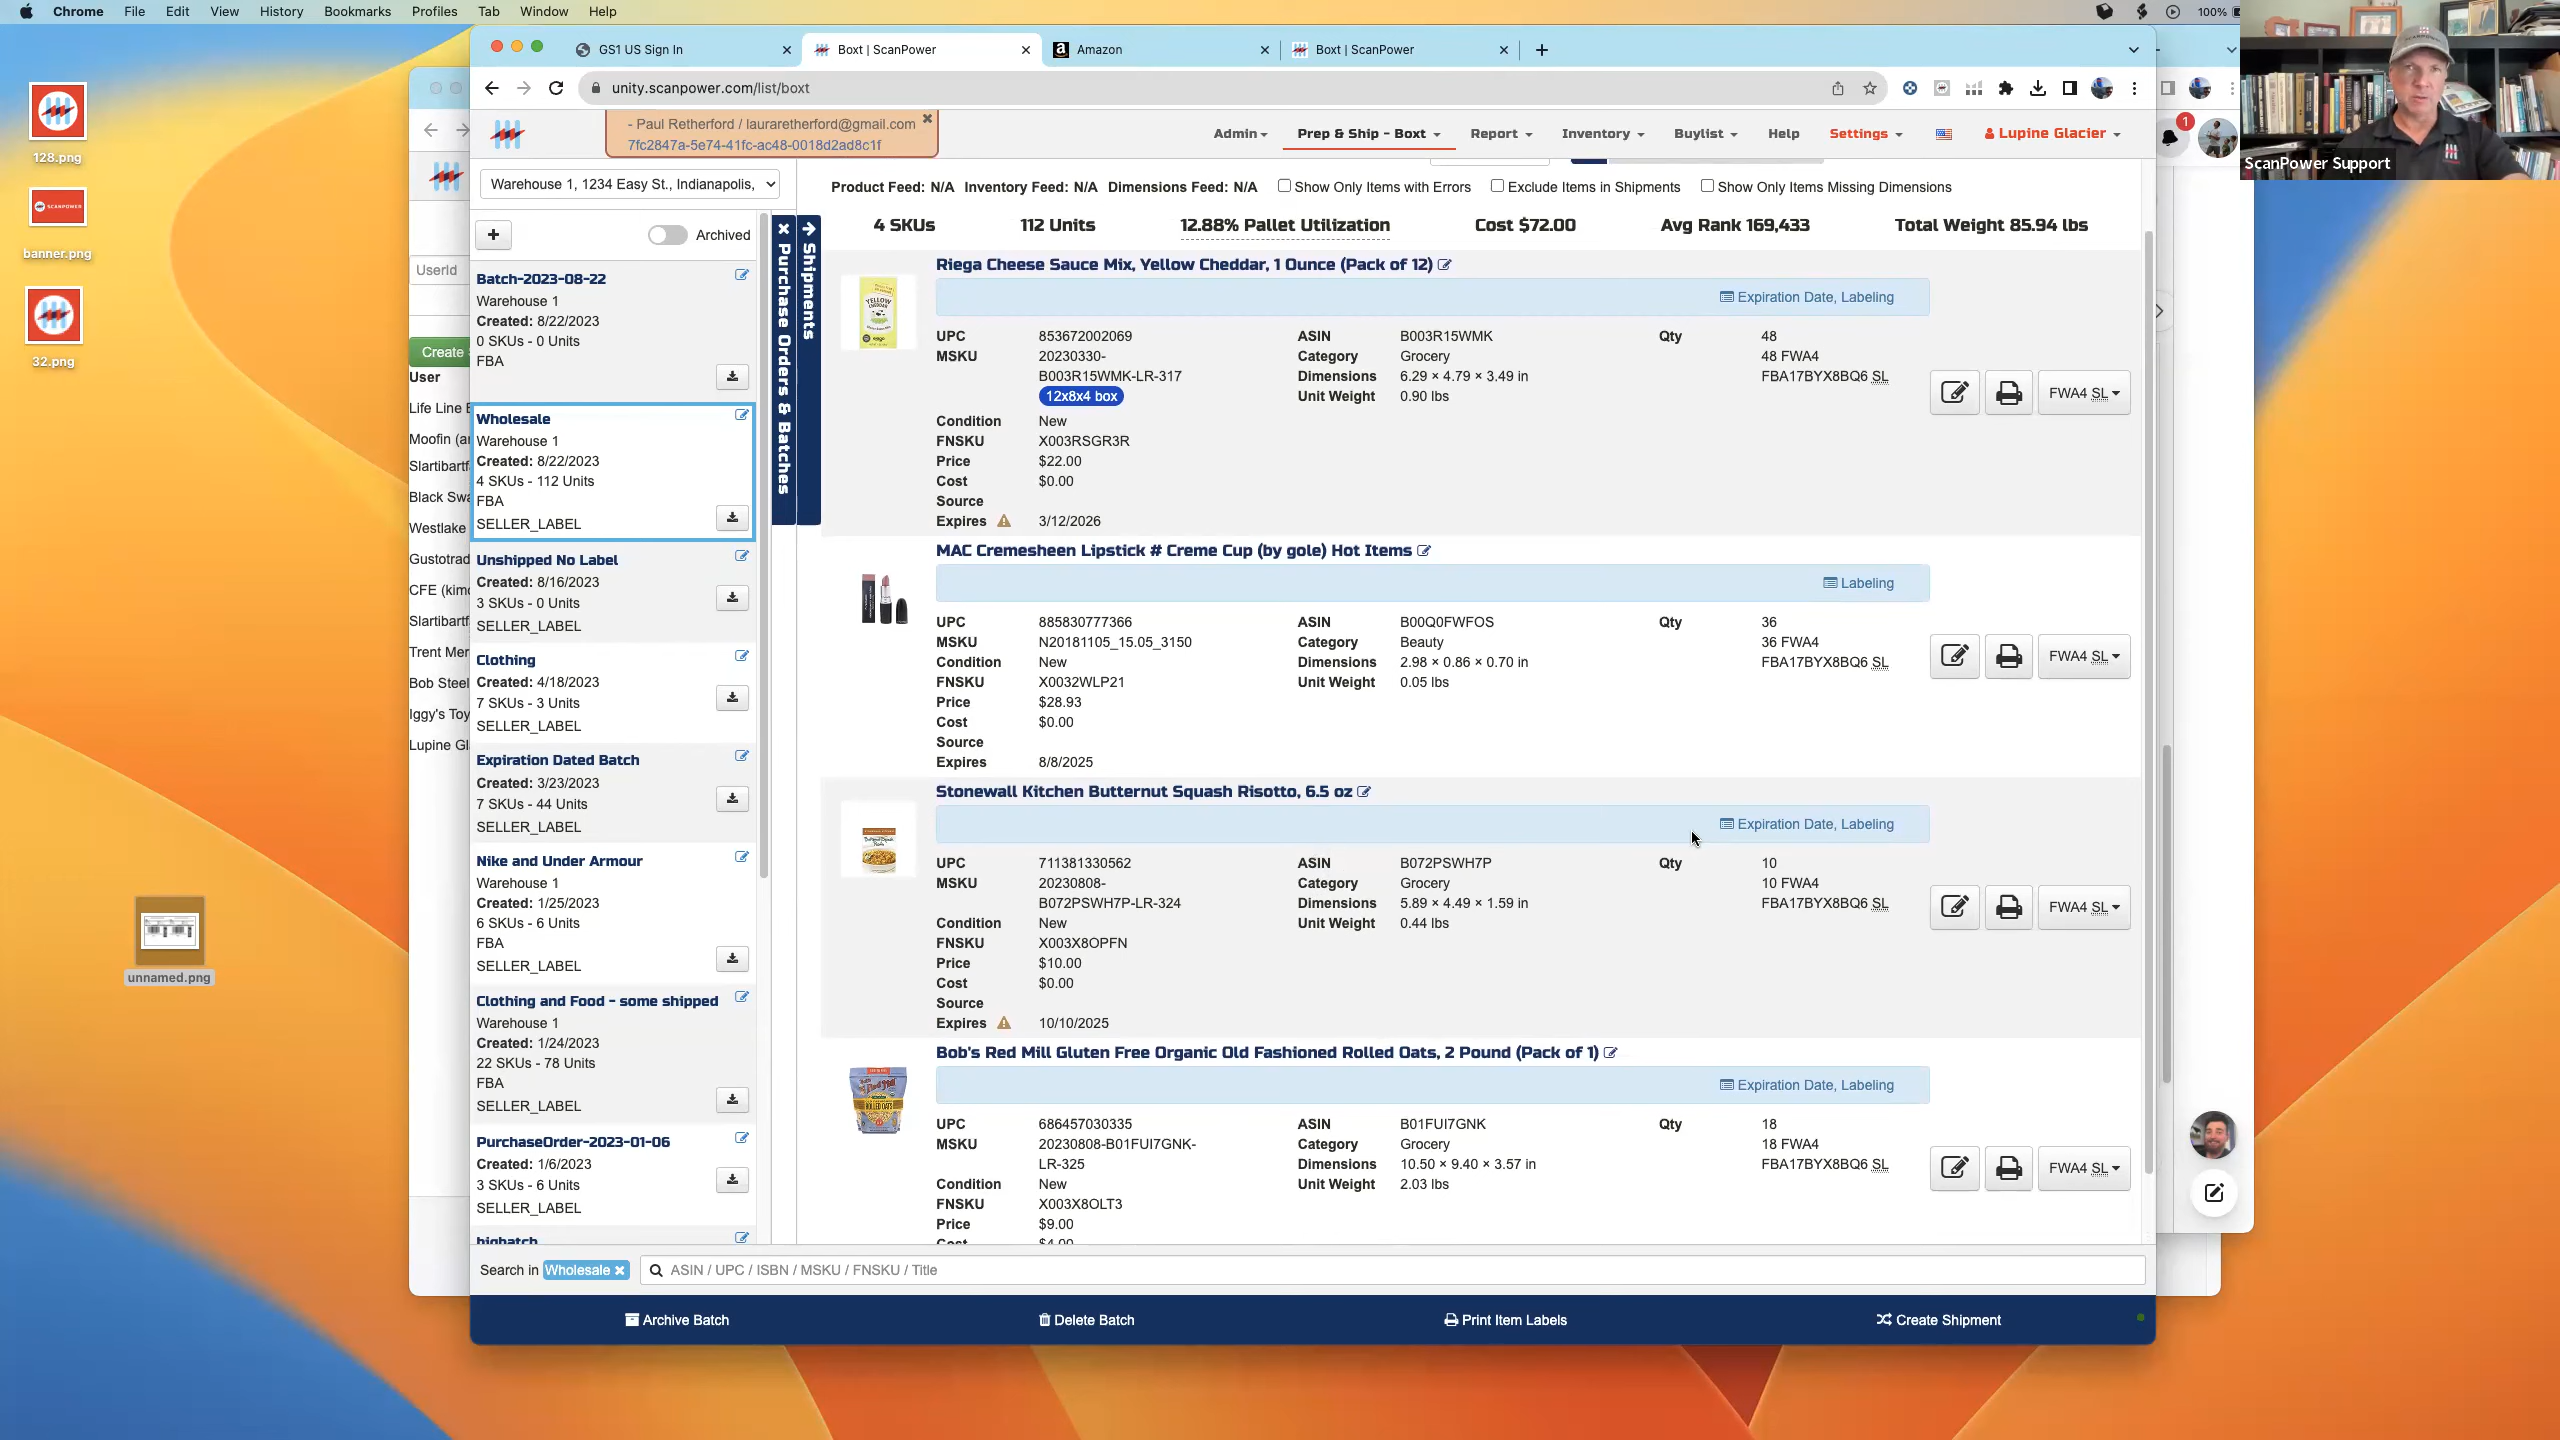 Chrome File Edit View History Bookmarks Profiles Tab Window Help
100%
128.png
SCANPOWER
banner.png
32.png
unnamed.png
GS1 US Sign In
Boxt | ScanPower
Amazon
Boxt | ScanPower
unity.scanpower.com/list/boxt
- Paul Retherford / lauraretherford@gmail.com
7fc2847a-5e74-41fc-ac48-0018d2ad8c1f
Admin
Prep & Ship - Boxt
Report
Inventory
Buylist
Help
Settings
Lupine Glacier
1
ScanPower Support
UserId
Create
User
Life Line
Moofin
Slartibartf
Black Swa
Westlake
Gustotrad
CFE (kim
Slartibartf
Trent Mer
Bob Steel
Iggy's Toy
Lupine Gl
Warehouse 1, 1234 Easy St., Indianapolis,
Archived
Batch-2023-08-22
Warehouse 1
Created: 8/22/2023
0 SKUs - 0 Units
FBA
Wholesale
Warehouse 1
Created: 8/22/2023
4 SKUs - 112 Units
FBA
SELLER_LABEL
Unshipped No Label
Created: 8/16/2023
3 SKUs - 0 Units
SELLER_LABEL
Clothing
Created: 4/18/2023
7 SKUs - 3 Units
SELLER_LABEL
Expiration Dated Batch
Created: 3/23/2023
7 SKUs - 44 Units
SELLER_LABEL
Nike and Under Armour
Warehouse 1
Created: 1/25/2023
6 SKUs - 6 Units
FBA
SELLER_LABEL
Clothing and Food - some shipped
Warehouse 1
Created: 1/24/2023
22 SKUs - 78 Units
FBA
SELLER_LABEL
PurchaseOrder-2023-01-06
Created: 1/6/2023
3 SKUs - 6 Units
SELLER_LABEL
bigbatch
Purchase Orders & Batches
Shipments
Product Feed: N/A Inventory Feed: N/A Dimensions Feed: N/A Show Only Items with Errors Exclude Items in Shipments Show Only Items Missing Dimensions
4 SKUs 112 Units 12.88% Pallet Utilization Cost $72.00 Avg Rank 169,433 Total Weight 85.94 lbs
Riega Cheese Sauce Mix, Yellow Cheddar, 1 Ounce (Pack of 12)
Expiration Date, Labeling
UPC 853672002069 ASIN B003R15WMK Qty 48
MSKU 20230330- Category Grocery 48 FWA4
B003R15WMK-LR-317 Dimensions 6.29 × 4.79 × 3.49 in FBA17BYX8BQ6 SL
12x8x4 box Unit Weight 0.90 lbs FWA4 SL
Condition New
FNSKU X003RSGR3R
Price $22.00
Cost $0.00
Source
Expires 3/12/2026
MAC Cremesheen Lipstick # Creme Cup (by gole) Hot Items
Labeling
UPC 885830777366 ASIN B00Q0FWFOS Qty 36
MSKU N20181105_15.05_3150 Category Beauty 36 FWA4
Condition New Dimensions 2.98 × 0.86 × 0.70 in FBA17BYX8BQ6 SL FWA4 SL
FNSKU X0032WLP21 Unit Weight 0.05 lbs
Price $28.93
Cost $0.00
Source
Expires 8/8/2025
Stonewall Kitchen Butternut Squash Risotto, 6.5 oz
Expiration Date, Labeling
UPC 711381330562 ASIN B072PSWH7P Qty 10
MSKU 20230808- Category Grocery 10 FWA4
B072PSWH7P-LR-324 Dimensions 5.89 × 4.49 × 1.59 in FBA17BYX8BQ6 SL FWA4 SL
Condition New Unit Weight 0.44 lbs
FNSKU X003X8OPFN
Price $10.00
Cost $0.00
Source
Expires 10/10/2025
Bob's Red Mill Gluten Free Organic Old Fashioned Rolled Oats, 2 Pound (Pack of 1)
Expiration Date, Labeling
UPC 686457030335 ASIN B01FUI7GNK Qty 18
MSKU 20230808-B01FUI7GNK- Category Grocery 18 FWA4
LR-325 Dimensions 10.50 × 9.40 × 3.57 in FBA17BYX8BQ6 SL FWA4 SL
Condition New Unit Weight 2.03 lbs
FNSKU X003X8OLT3
Price $9.00
Cost $4.00
Search in Wholesale ASIN / UPC / ISBN / MSKU / FNSKU / Title
Archive Batch Delete Batch Print Item Labels Create Shipment